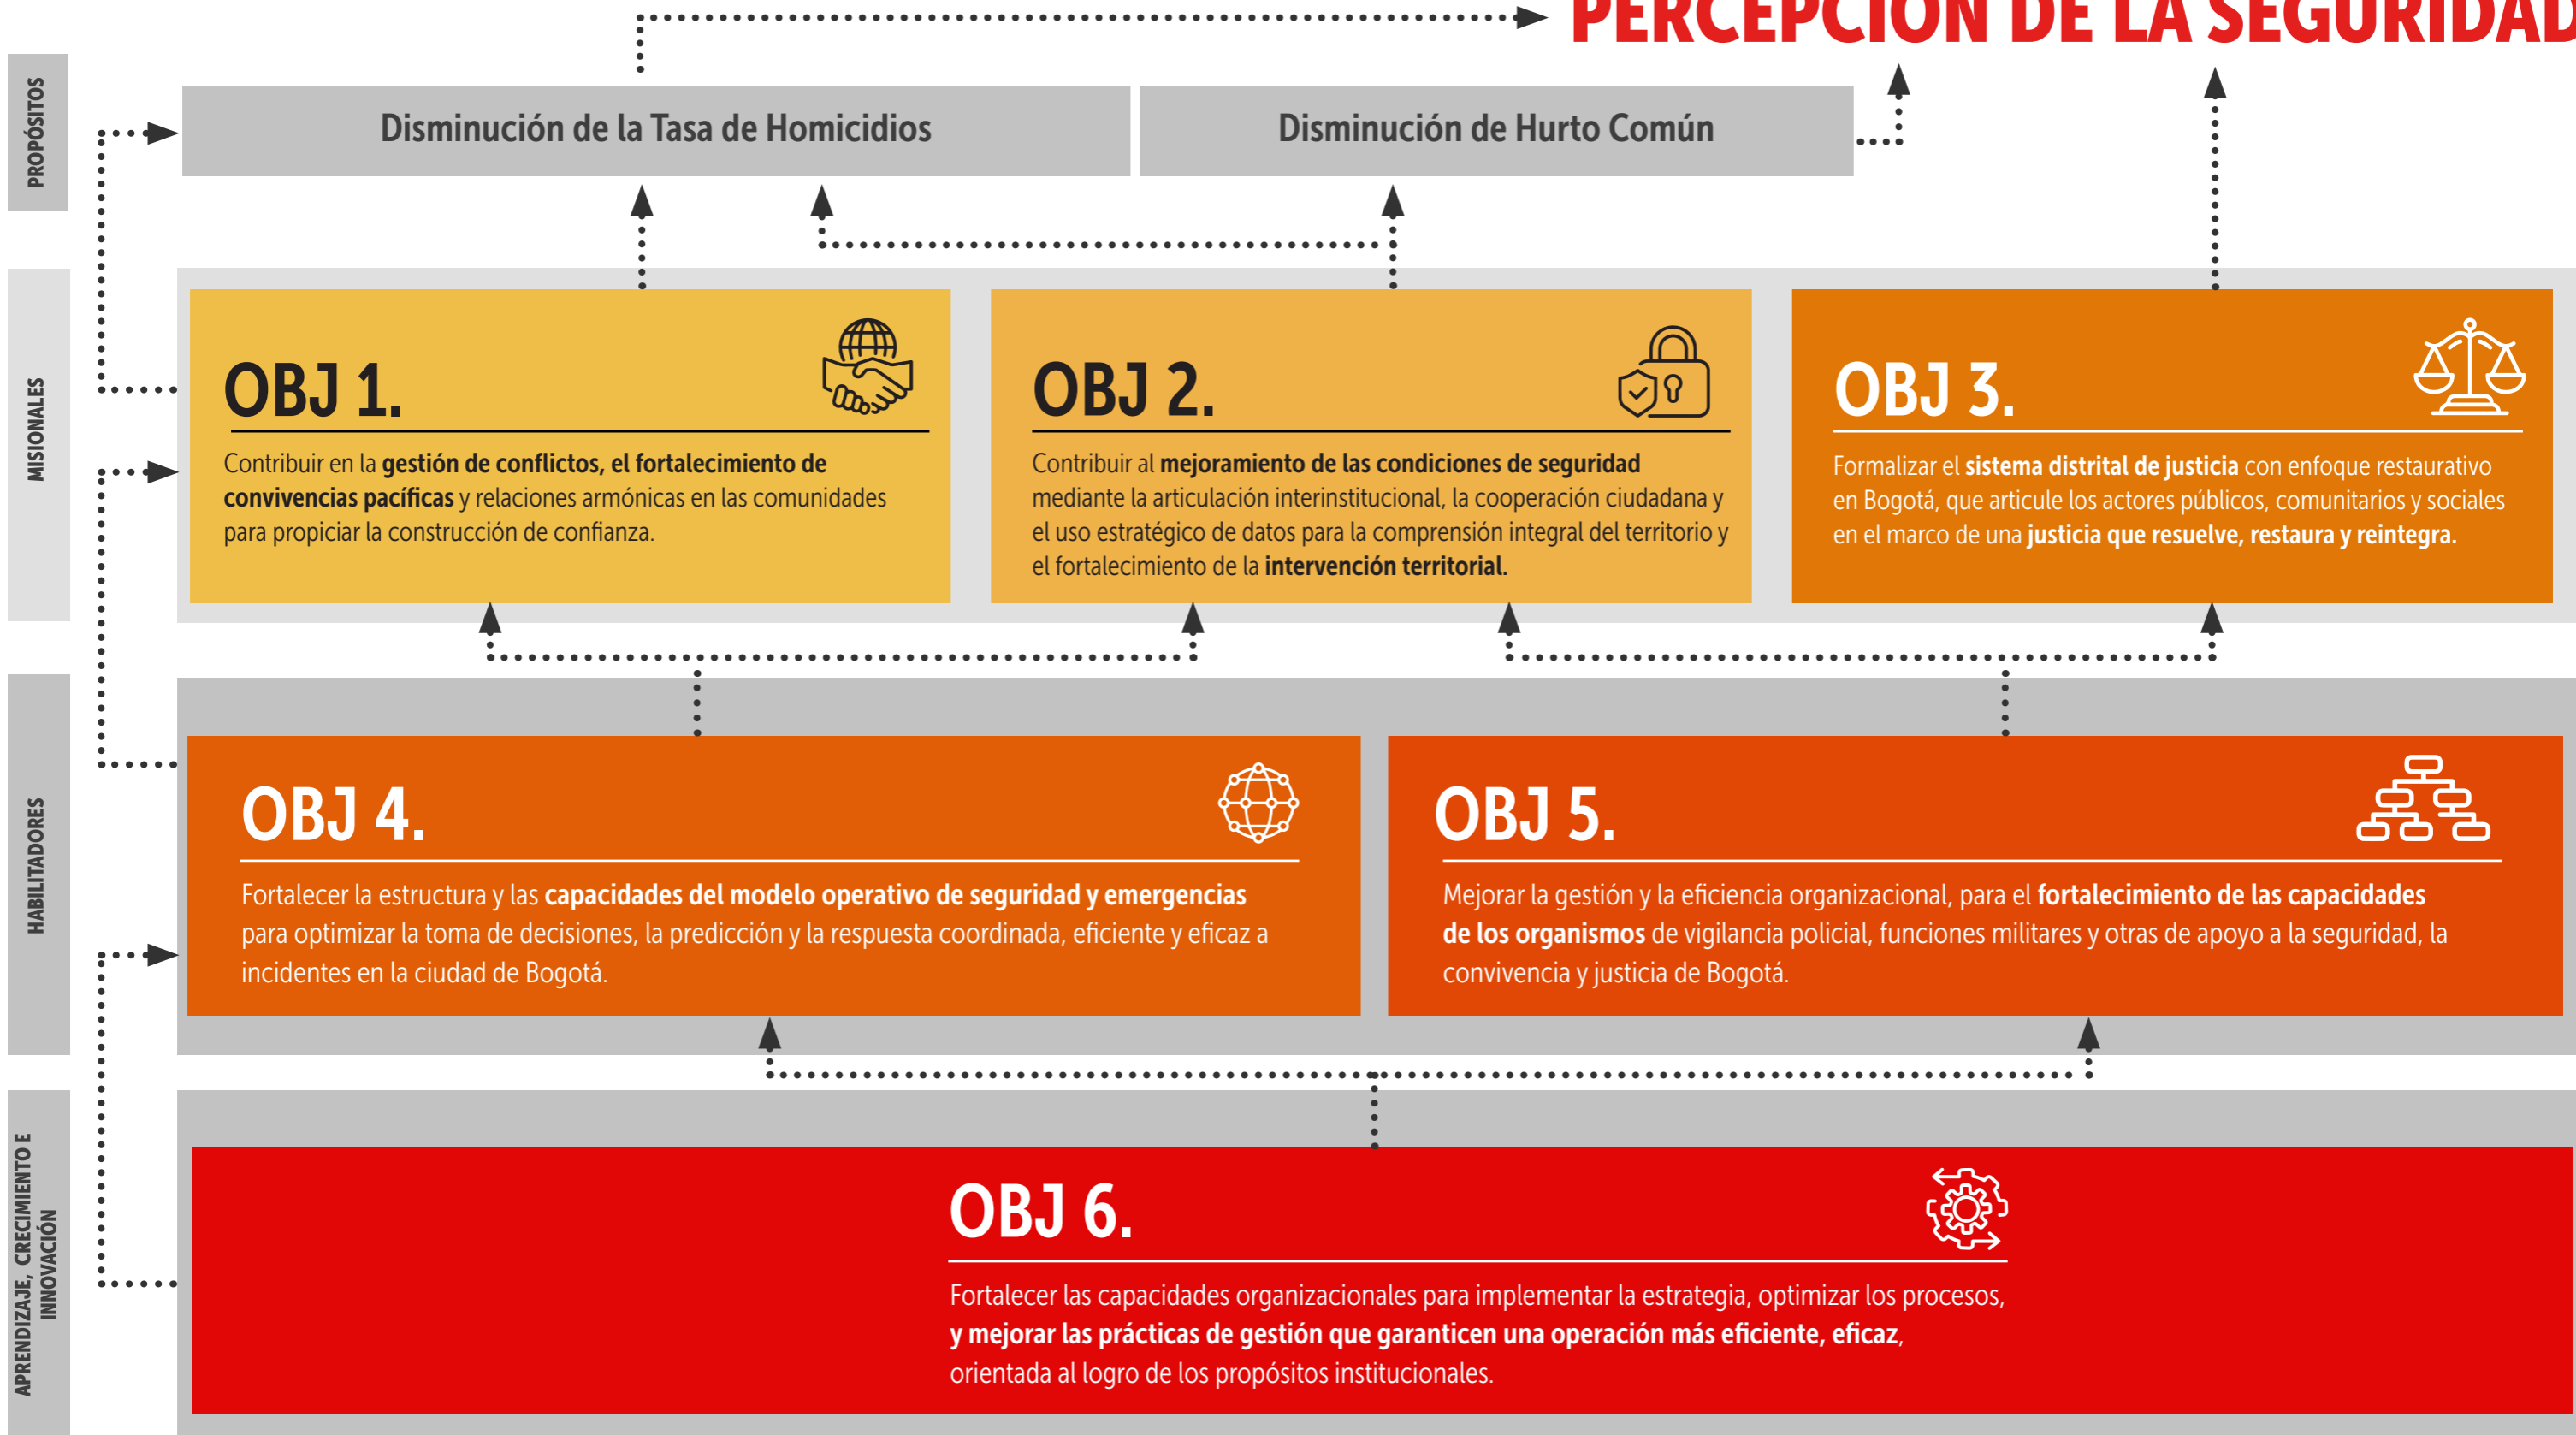 PERCEPCIÓN DE LA SEGURIDAD
PROPÓSITOS
Disminución de la Tasa de Homicidios
Disminución de Hurto Común
MISIONALES
OBJ 1.
Contribuir en la gestión de conflictos, el fortalecimiento de
convivencias pacíficas y relaciones armónicas en las comunidades
para propiciar la construcción de confianza.
OBJ 2.
Contribuir al mejoramiento de las condiciones de seguridad
mediante la articulación interinstitucional, la cooperación ciudadana y
el uso estratégico de datos para la comprensión integral del territorio y
el fortalecimiento de la intervención territorial.
OBJ 3.
Formalizar el sistema distrital de justicia con enfoque restaurativo
en Bogotá, que articule los actores públicos, comunitarios y sociales
en el marco de una justicia que resuelve, restaura y reintegra.
HABILITADORES
OBJ 4.
Fortalecer la estructura y las capacidades del modelo operativo de seguridad y emergencias
para optimizar la toma de decisiones, la predicción y la respuesta coordinada, eficiente y eficaz a
incidentes en la ciudad de Bogotá.
OBJ 5.
Mejorar la gestión y la eficiencia organizacional, para el fortalecimiento de las capacidades
de los organismos de vigilancia policial, funciones militares y otras de apoyo a la seguridad, la
convivencia y justicia de Bogotá.
APRENDIZAJE, CRECIMIENTO E
INNOVACIÓN
OBJ 6.
Fortalecer las capacidades organizacionales para implementar la estrategia, optimizar los procesos,
y mejorar las prácticas de gestión que garanticen una operación más eficiente, eficaz,
orientada al logro de los propósitos institucionales.